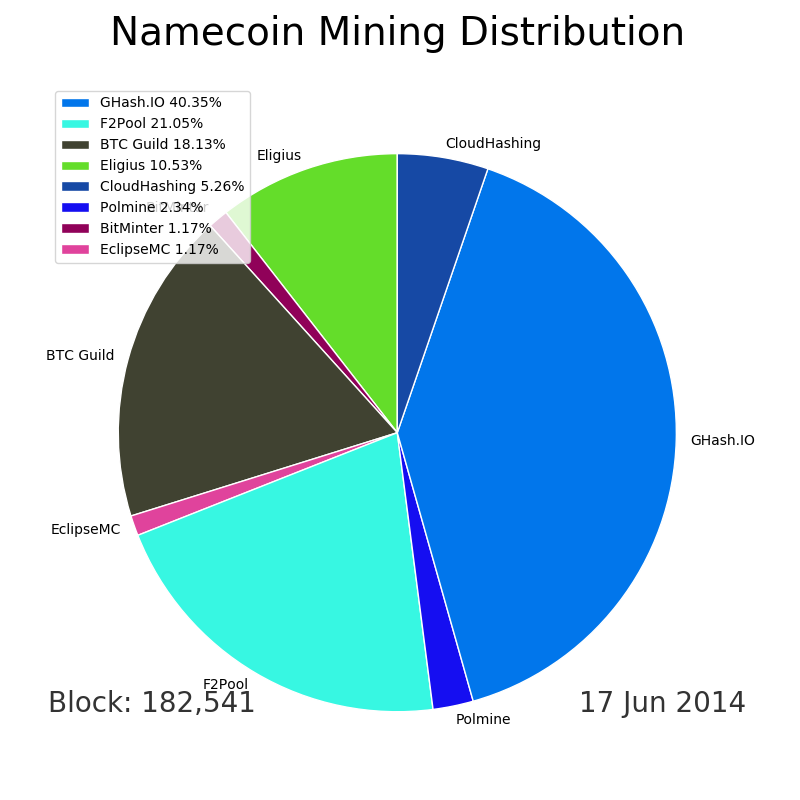 Namecoin Mining Distribution
GHash.IO 40.35%
F2Pool 21.05%
BTC Guild 18.13%
Eligius 10.53%
CloudHashing 5.26%
Polmine 2.34%
BitMinter 1.17%
EclipseMC 1.17%
CloudHashing
Eligius
BitMinter
BTC Guild
GHash.IO
EclipseMC
F2Pool
Polmine
Block: 182,541
17 Jun 2014